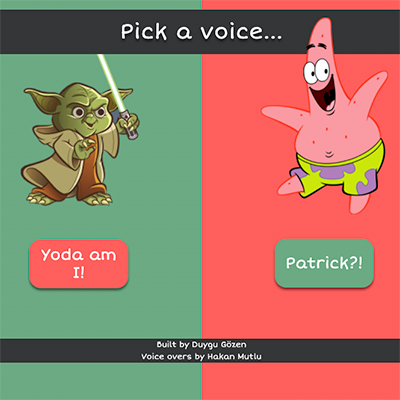 Pick a voice...
Yoda am
I!
Patrick?!
Built by Duygu Gözen
Voice overs by Hakan Mutlu